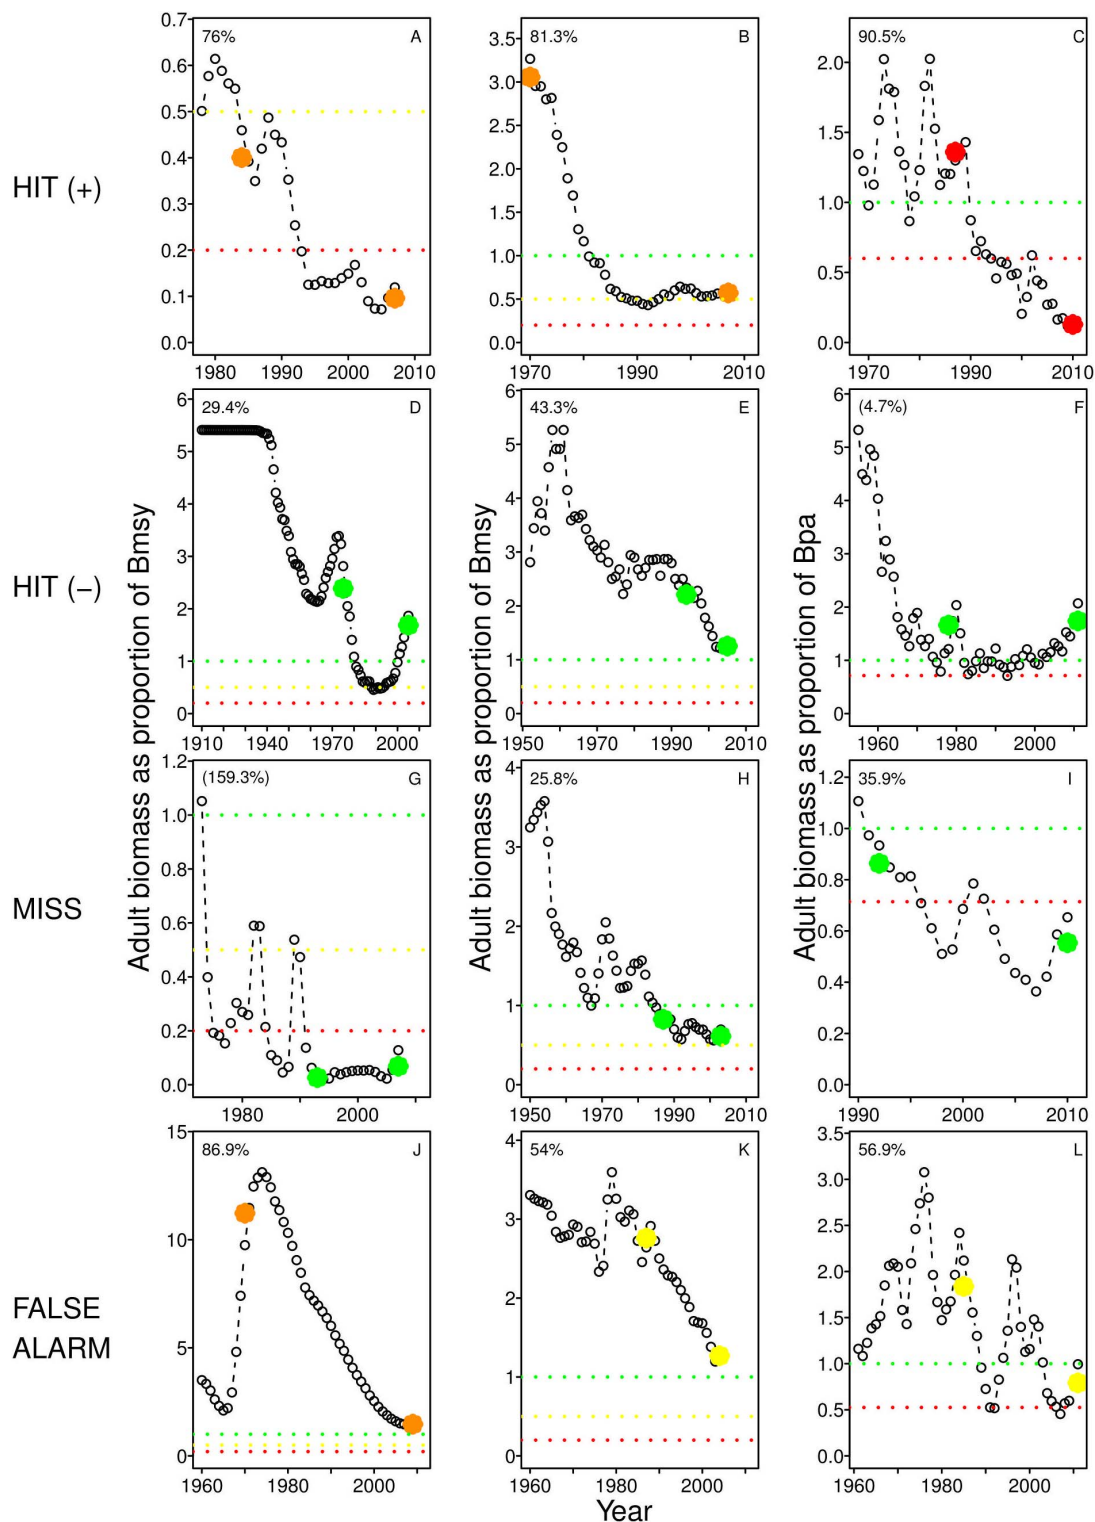 HIT (+)
76% A
0.7
0.6
0.5
0.4
0.3
0.2
0.1
0.0
1980 1990 2000 2010
81.3% B
3.5
3.0
2.5
2.0
1.5
1.0
0.5
0.0
1970 1990 2010
90.5% C
2.0
1.5
1.0
0.5
0.0
1970 1990 2010
HIT (−)
29.4% D
6
5
4
3
2
1
0
1910 1940 1970 2000
43.3% E
6
5
4
3
2
1
0
1950 1970 1990 2010
(4.7%) F
6
5
4
3
2
1
0
1960 1980 2000
Adult biomass as proportion of Bmsy
Adult biomass as proportion of Bmsy
Adult biomass as proportion of Bpa
MISS
(159.3%) G
1.2
1.0
0.8
0.6
0.4
0.2
0.0
1980 2000
25.8% H
4
3
2
1
0
1950 1970 1990 2010
35.9% I
1.2
1.0
0.8
0.6
0.4
0.2
0.0
1990 2000 2010
FALSE
ALARM
86.9% J
15
10
5
0
1960 1980 2000
54% K
4
3
2
1
0
1960 1980 2000
56.9% L
3.5
3.0
2.5
2.0
1.5
1.0
0.5
0.0
1960 1980 2000
Year